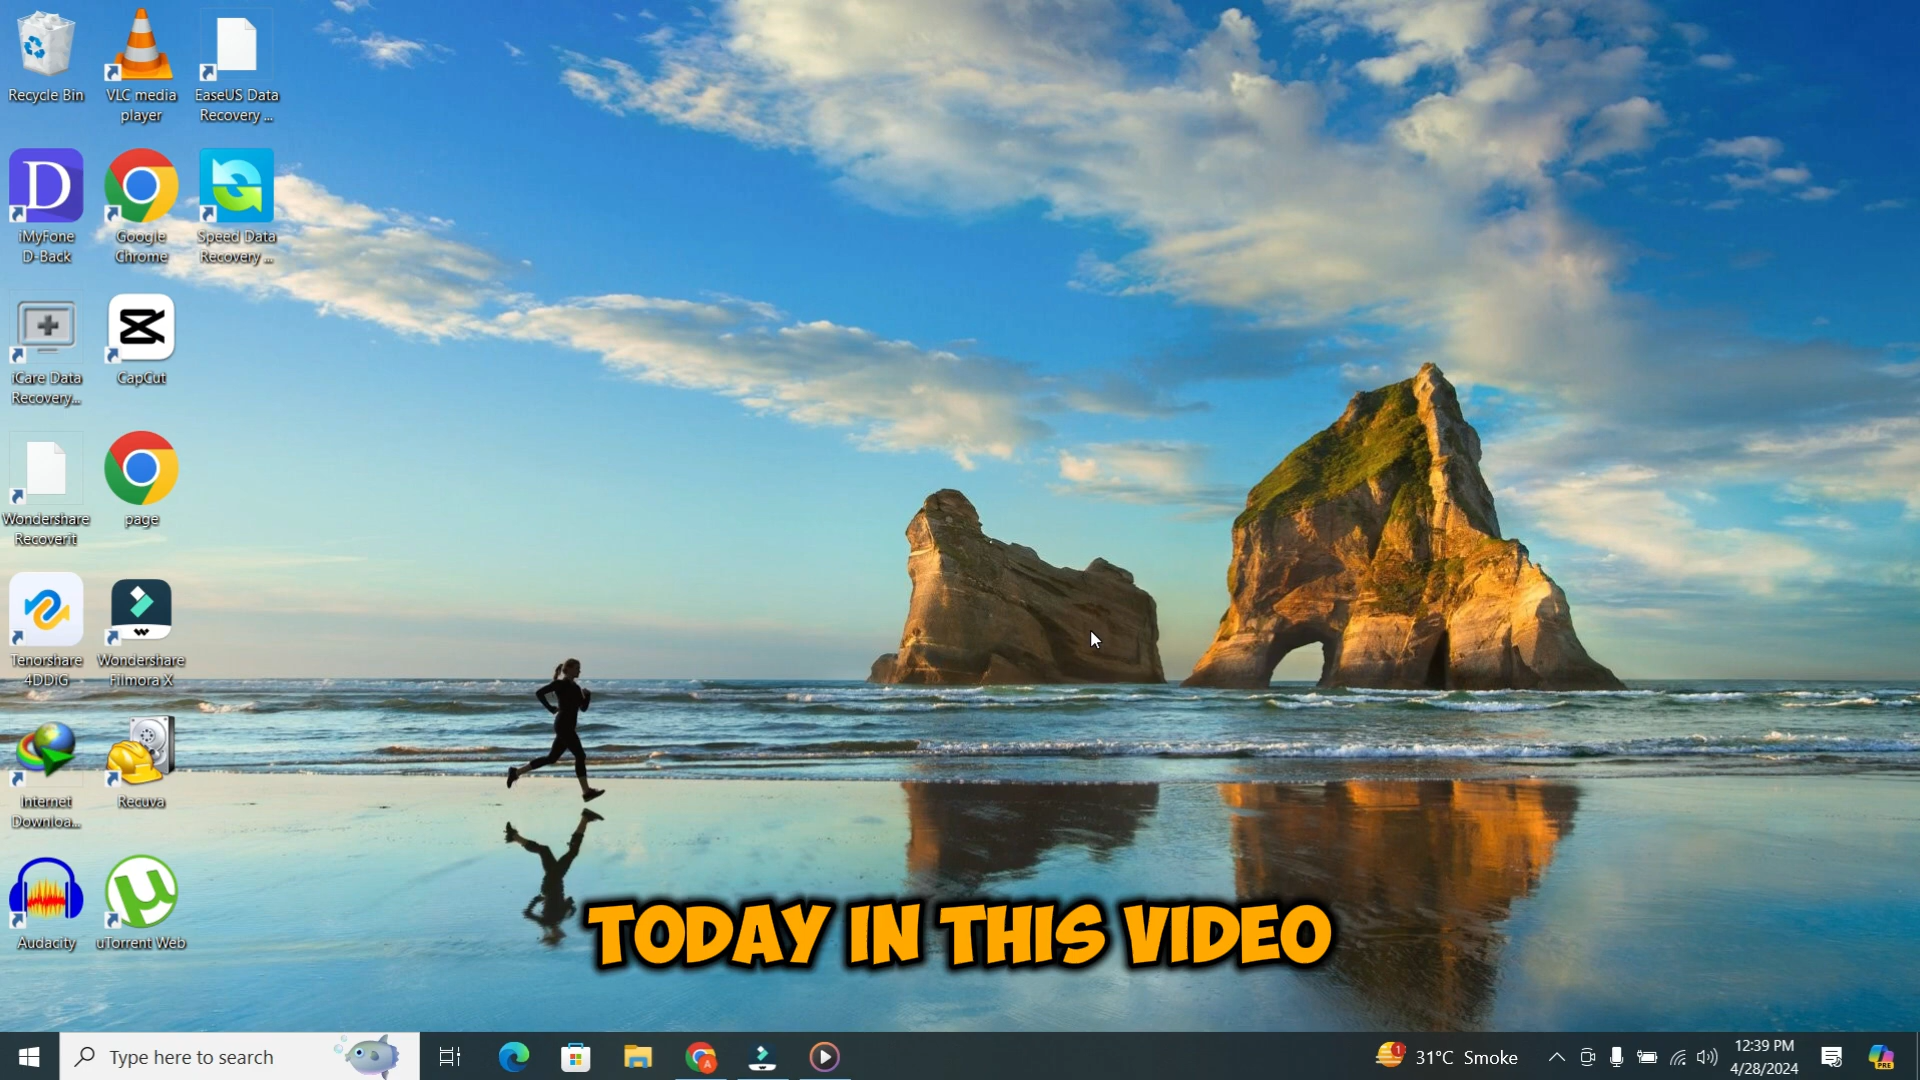 Recycle Bin
VLC media
player
EaseUS Data
Recovery ...
D
iMyFone
D-Back
Google
Chrome
Speed Data
Recovery ...
iCare Data
Recovery...
CapCut
Wondershare
Recoverit
page
Tenorshare
4DDiG
Wondershare
Filmora X
Internet
Downloa...
Recuva
Audacity
uTorrent Web
TODAY IN THIS VIDEO
Type here to search
A
1
31°C Smoke
12:39 PM
4/28/2024
PRE